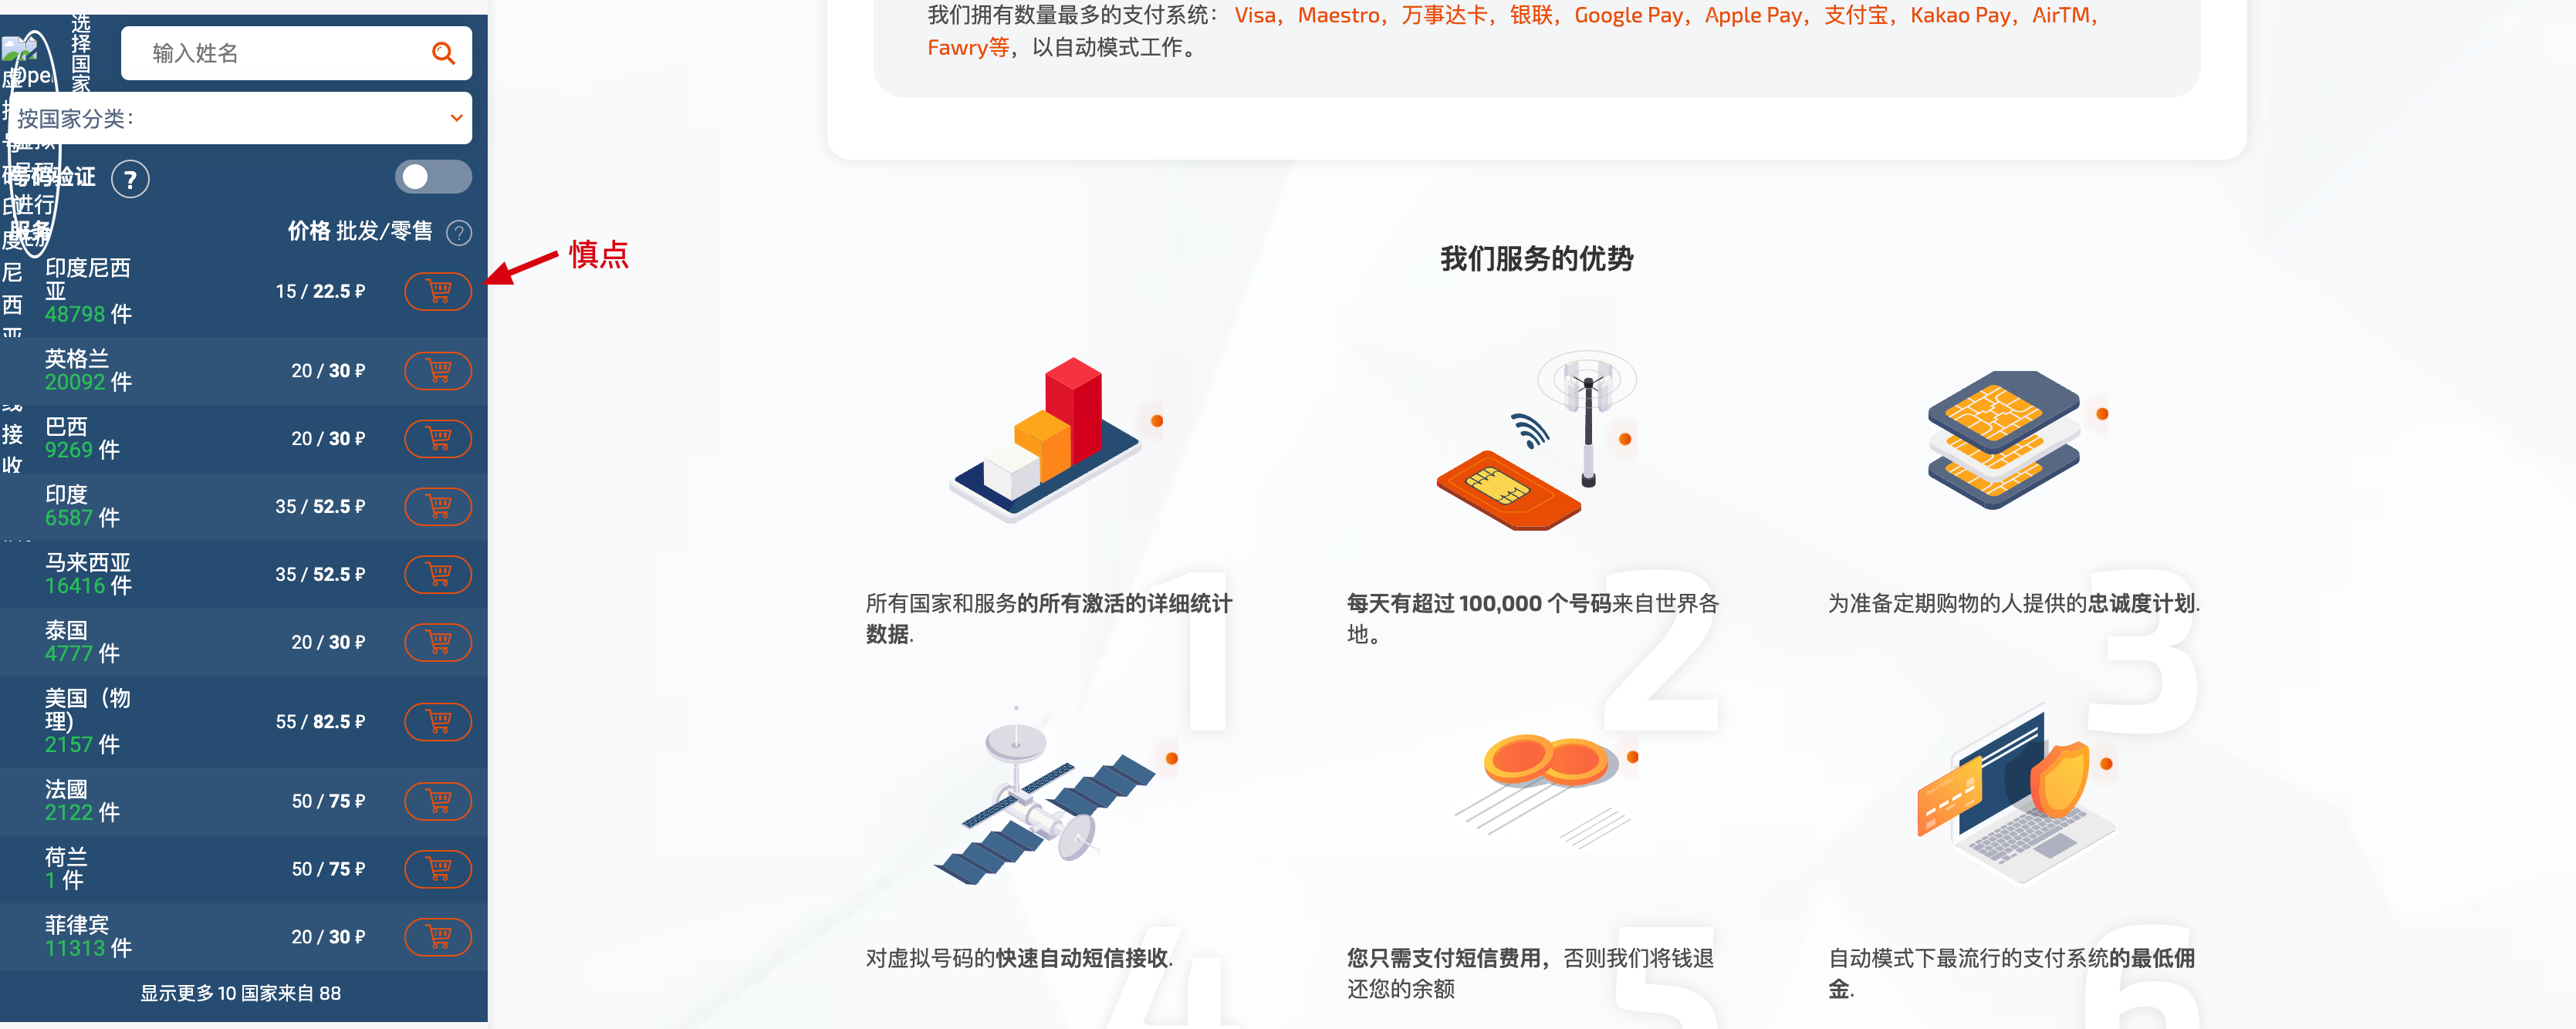 选择国家
输入姓名
按国家分类：
号码验证 ?
服务
价格 批发/零售 ?
印度尼西
亚
48798 件
15 / 22.5 ₽
英格兰
20092 件
20 / 30 ₽
巴西
9269 件
20 / 30 ₽
印度
6587 件
35 / 52.5 ₽
马来西亚
16416 件
35 / 52.5 ₽
泰国
4777 件
20 / 30 ₽
美国（物
理)
2157 件
55 / 82.5 ₽
法國
2122 件
50 / 75 ₽
荷兰
1 件
50 / 75 ₽
菲律宾
11313 件
20 / 30 ₽
显示更多 10 国家来自 88
慎点
我们拥有数量最多的支付系统： Visa，Maestro，万事达卡，银联，Google Pay，Apple Pay，支付宝，Kakao Pay，AirTM，
Fawry等，以自动模式工作。
我们服务的优势
1
所有国家和服务的所有激活的详细统计
数据.
2
每天有超过 100,000 个号码来自世界各
地。
3
为准备定期购物的人提供的忠诚度计划.
4
对虚拟号码的快速自动短信接收.
5
您只需支付短信费用，否则我们将钱退
还您的余额
6
自动模式下最流行的支付系统的最低佣
金.